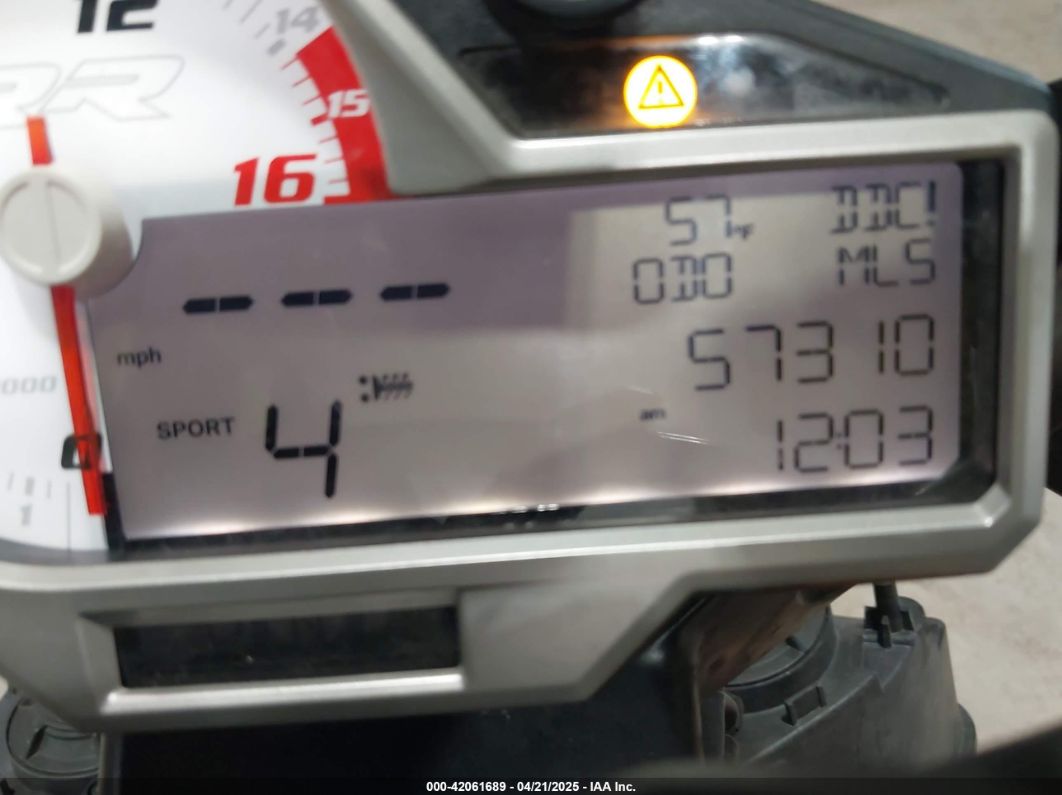 12
14
RR
15
16
57°F DDC!
ODO MLS
--- 
mph
57310
1000
SPORT 4
am
12:03
0
1
000-42061689 - 04/21/2025 - IAA Inc.